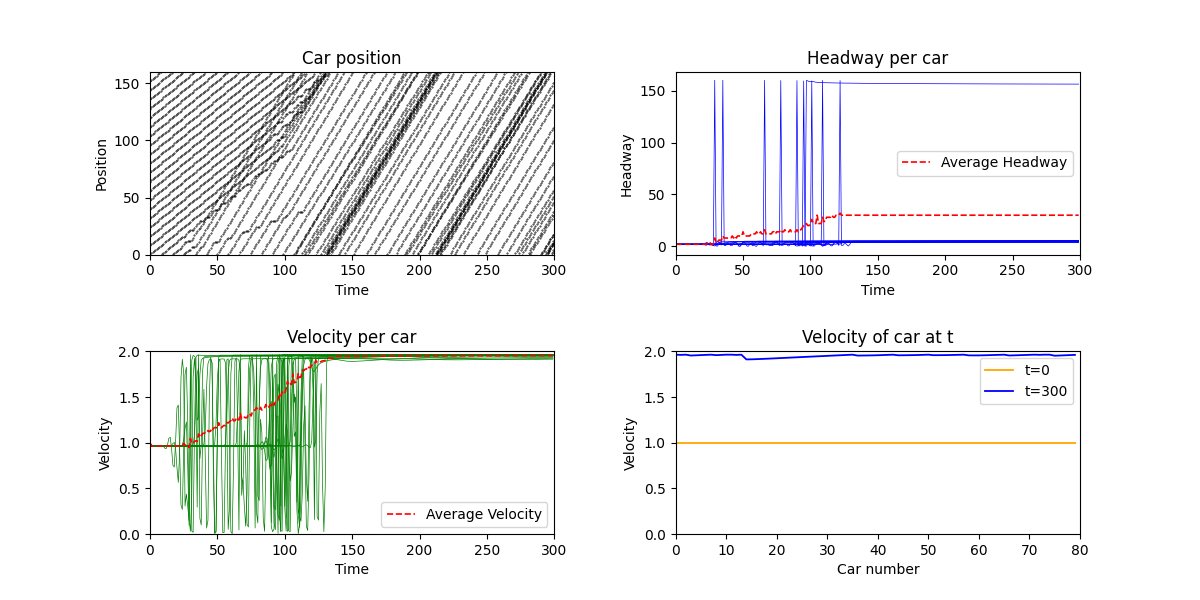 Car position
150
100
50
0
Position
0 50 100 150 200 250 300
Time
Headway per car
150
100
50
0
Headway
Average Headway
0 50 100 150 200 250 300
Time
Velocity per car
2.0
1.5
1.0
0.5
0.0
Velocity
Average Velocity
0 50 100 150 200 250 300
Time
Velocity of car at t
2.0
1.5
1.0
0.5
0.0
Velocity
t=0
t=300
0 10 20 30 40 50 60 70 80
Car number